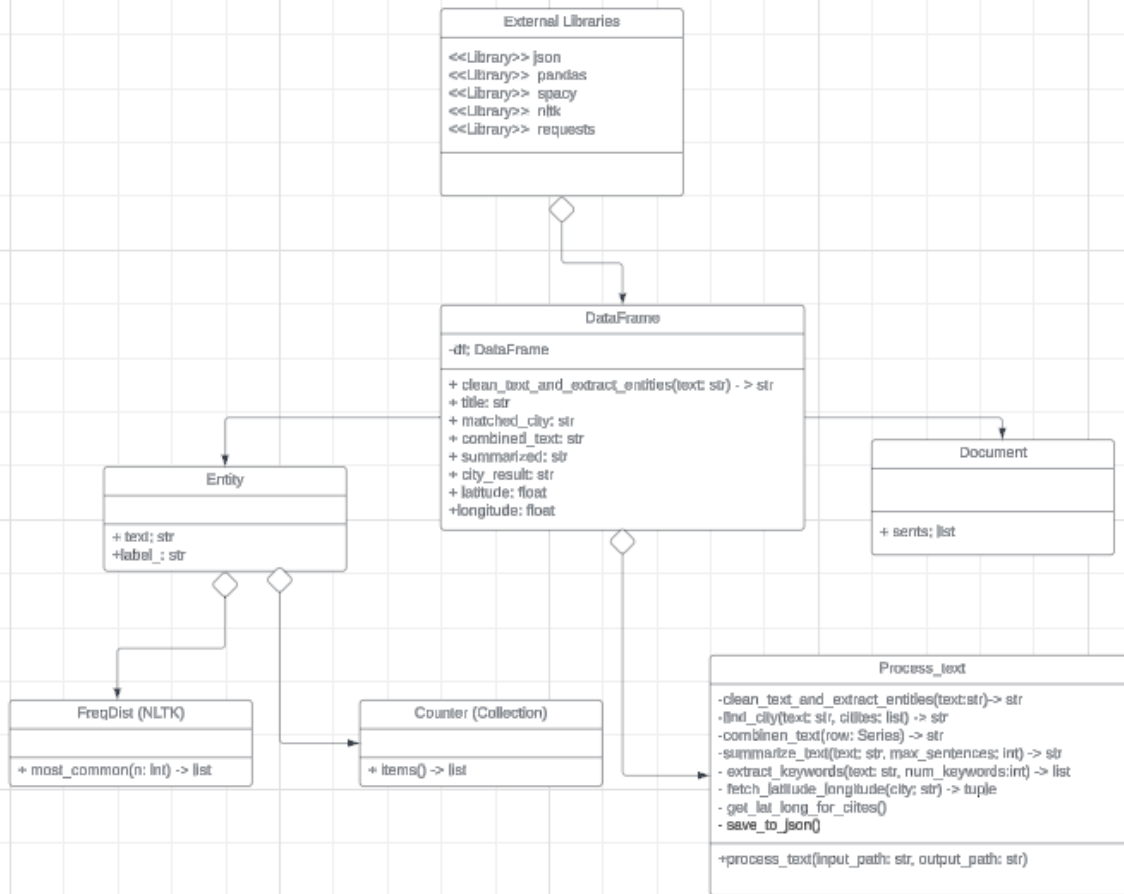 External Libraries
<<Library>> json
<<Library>> pandas
<<Library>> spacy
<<Library>> nltk
<<Library>> requests
DataFrame
-df; DataFrame
+ clean_text_and_extract_entities(text: str) - > str
+ title: str
+ matched_city: str
+ combined_text: str
+ summarized: str
+ city_result: str
+ latitude: float
+longitude: float
Entity
+ text; str
+label_: str
Document
+ sents; list
FreqDist (NLTK)
+ most_common(n: int) -> list
Counter (Collection)
+ items() -> list
Process_text
-clean_text_and_extract_entities(text:str)-> str
-find_city(text: str, citites: list) -> str
-combinen_text(row: Series) -> str
-summarize_text(text; str, max_sentences; int) -> str
- extract_keywords(text: str, num_keywords:int) -> list
- fetch_latitude_longitude(city; str) -> tuple
- get_lat_long_for_ciites()
- save_to_json()
+process_text(input_path: str, output_path: str)